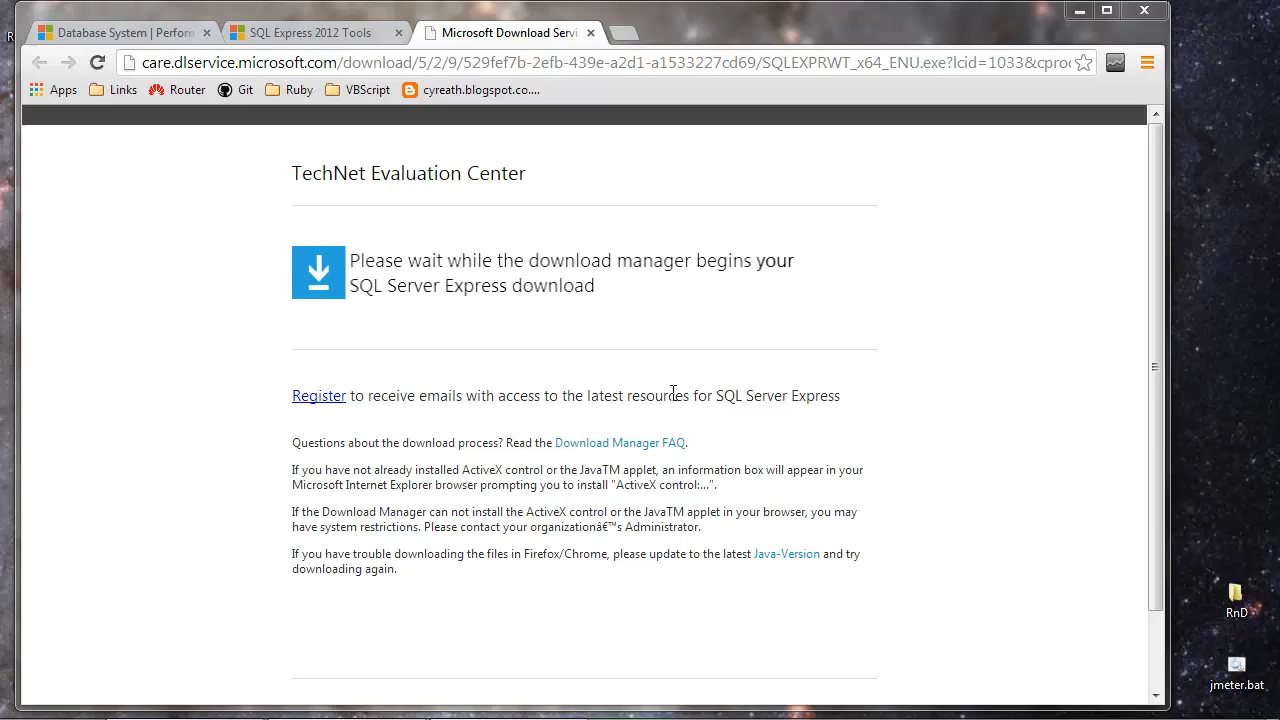 Database System | Perform
SQL Express 2012 Tools
Microsoft Download Servi
care.dlservice.microsoft.com/download/5/2/9/529fef7b-2efb-439e-a2d1-a1533227cd69/SQLEXPRWT_x64_ENU.exe?lcid=1033&cproc
Apps Links Router Git Ruby VBScript cyreath.blogspot.co....
TechNet Evaluation Center
Please wait while the download manager begins your
SQL Server Express download
Register to receive emails with access to the latest resources for SQL Server Express
Questions about the download process? Read the Download Manager FAQ.
If you have not already installed ActiveX control or the JavaTM applet, an information box will appear in your
Microsoft Internet Explorer browser prompting you to install "ActiveX control:...".
If the Download Manager can not install the ActiveX control or the JavaTM applet in your browser, you may
have system restrictions. Please contact your organizationâ€™s Administrator.
If you have trouble downloading the files in Firefox/Chrome, please update to the latest Java-Version and try
downloading again.
RnD
jmeter.bat